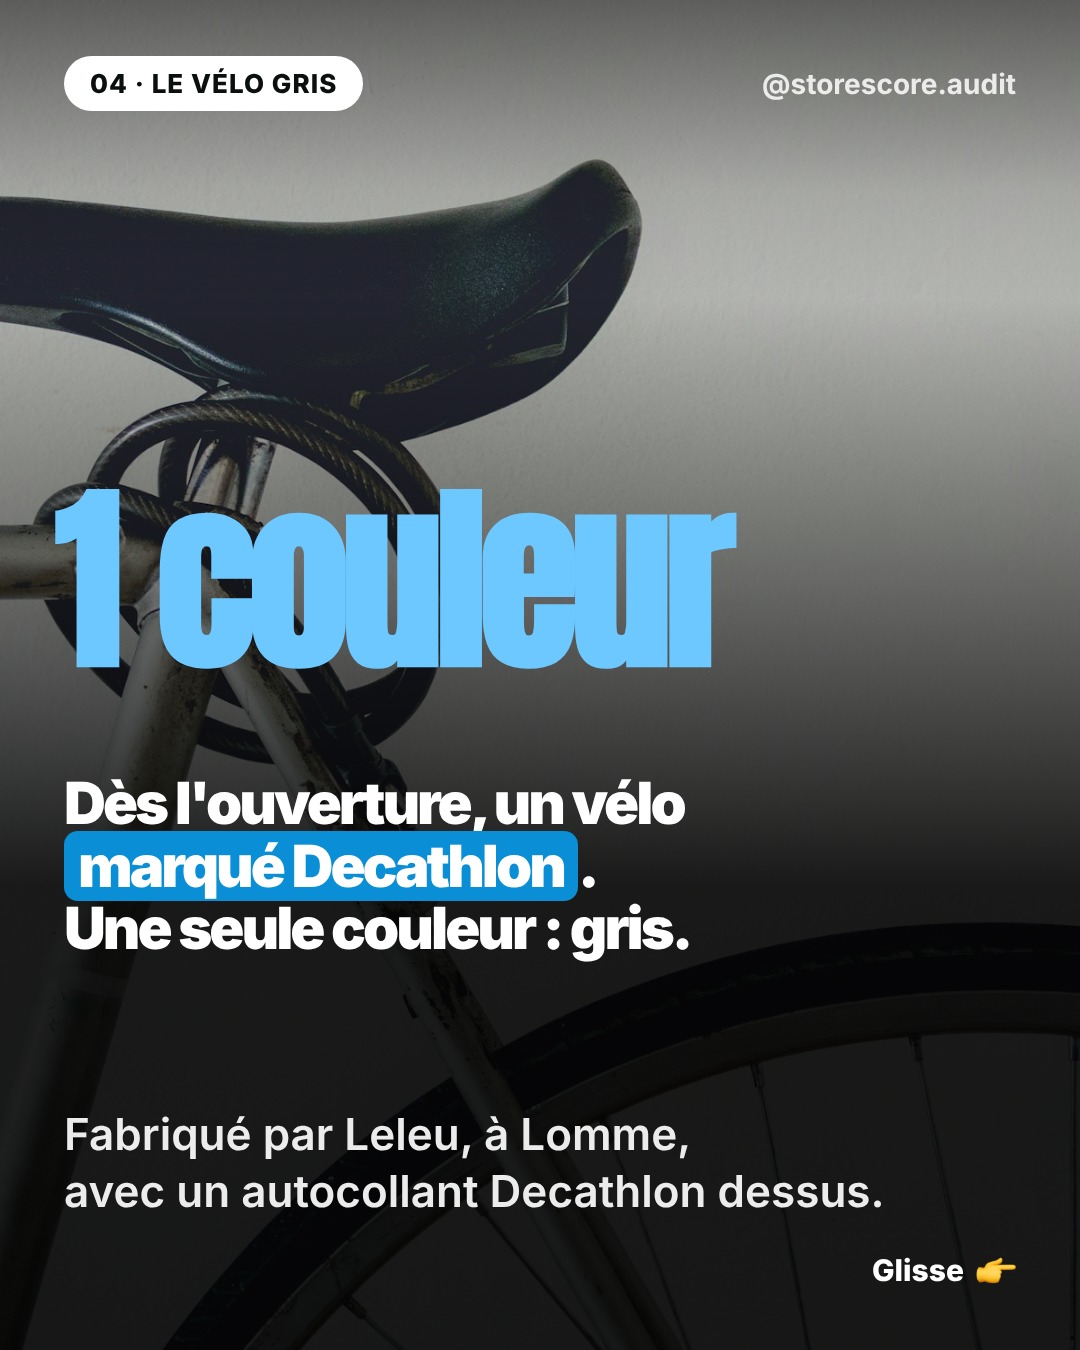 04 · LE VÉLO GRIS
@storescore.audit
1 couleur
Dès l'ouverture, un vélo
marqué Decathlon.
Une seule couleur : gris.
Fabriqué par Leleu, à Lomme,
avec un autocollant Decathlon dessus.
Glisse 👉